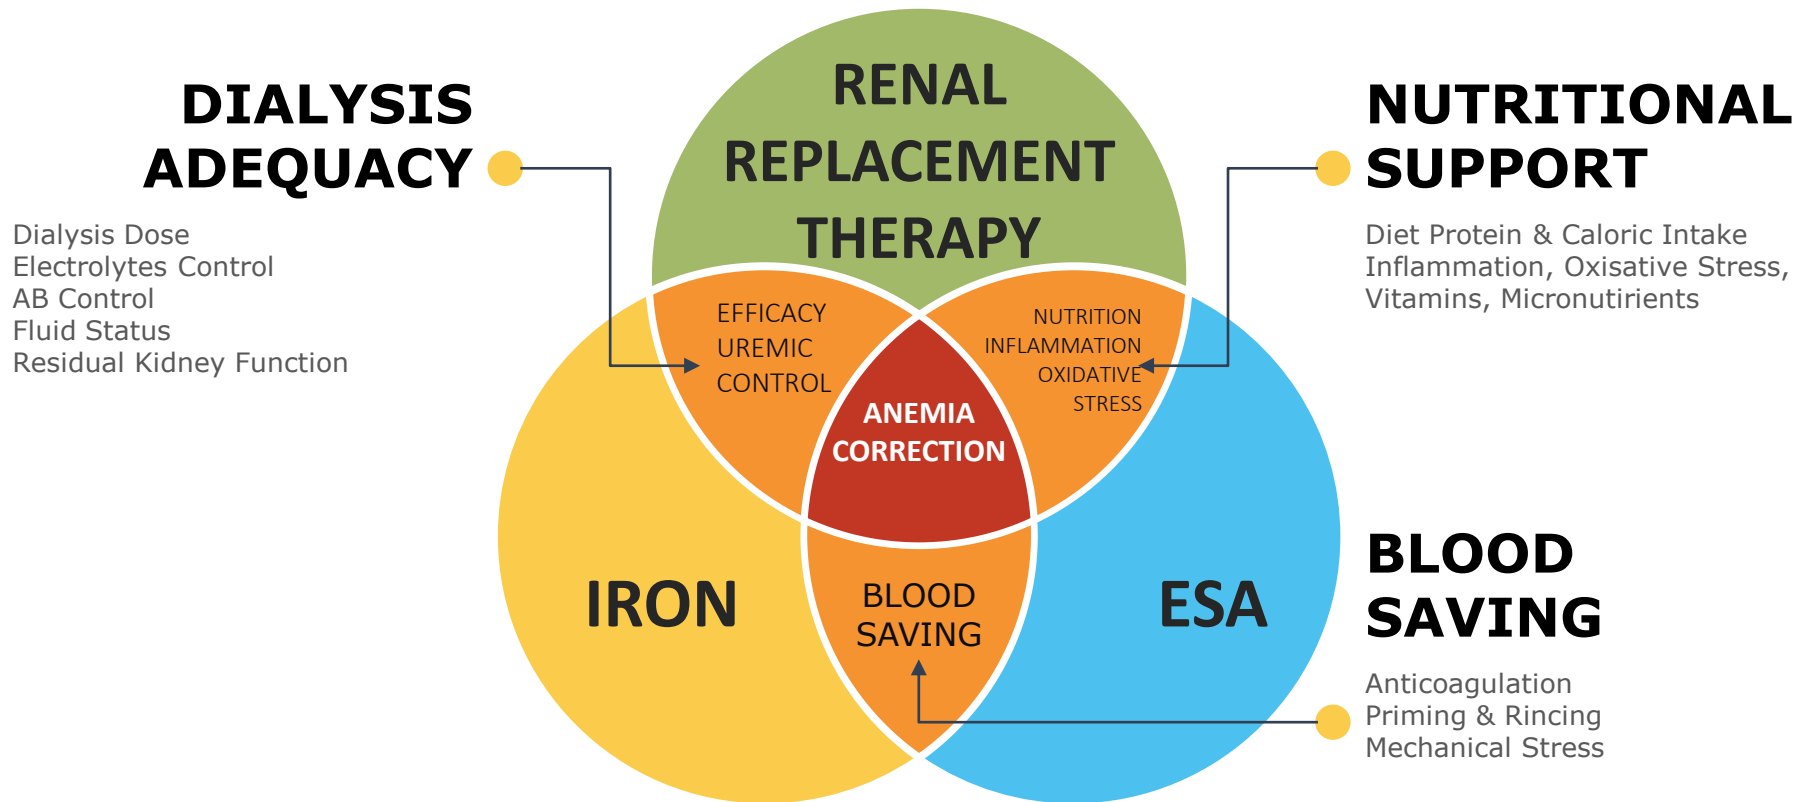 DIALYSIS
ADEQUACY
Dialysis Dose
Electrolytes Control
AB Control
Fluid Status
Residual Kidney Function
RENAL
REPLACEMENT
THERAPY
NUTRITIONAL
SUPPORT
Diet Protein & Caloric Intake
Inflammation, Oxisative Stress,
Vitamins, Micronutirients
EFFICACY
UREMIC
CONTROL
NUTRITION
INFLAMMATION
OXIDATIVE
STRESS
ANEMIA
CORRECTION
IRON
BLOOD
SAVING
ESA
BLOOD
SAVING
Anticoagulation
Priming & Rincing
Mechanical Stress